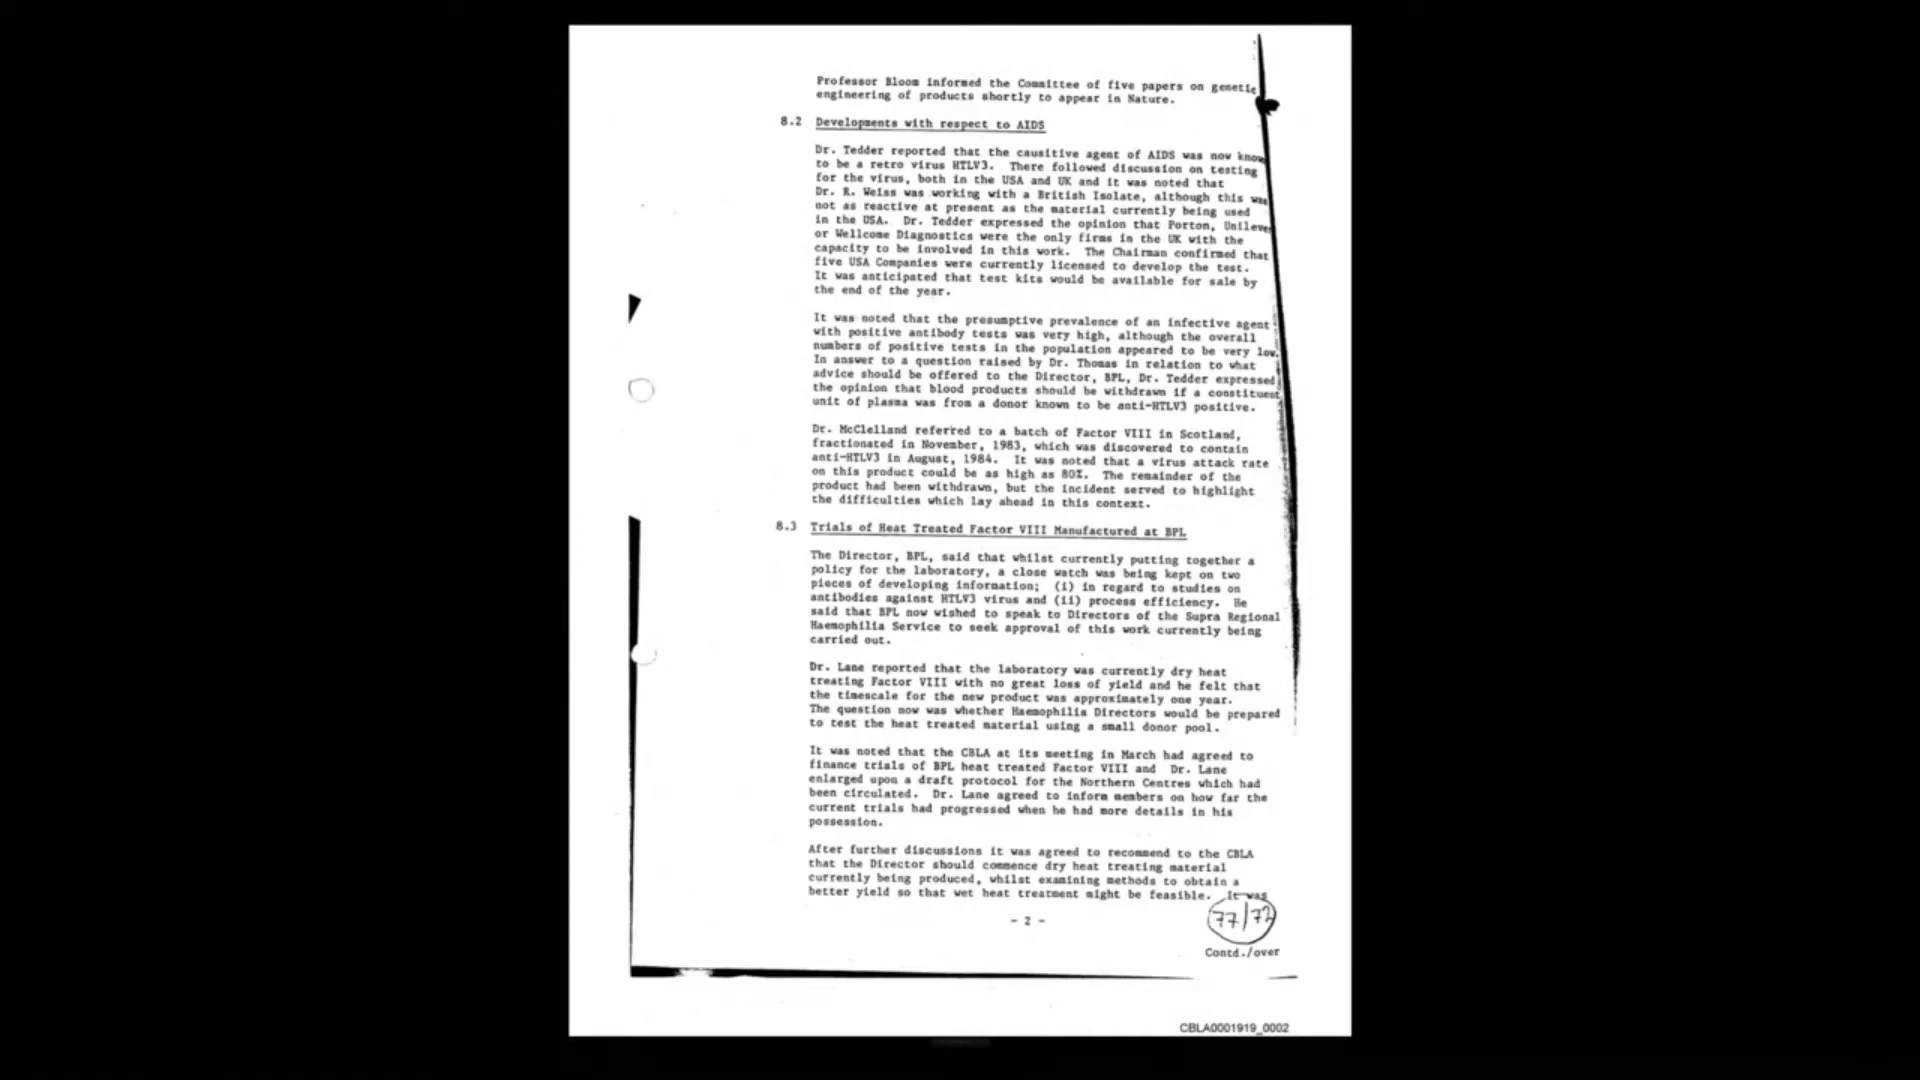 Professor Bloom informed the Committee of five papers on genetic
engineering of products shortly to appear in Nature.
8.2 Developments with respect to AIDS
Dr. Tedder reported that the causitive agent of AIDS was now know
to be a retro virus HTLV3. There followed discussion on testing
for the virus, both in the USA and UK and it was noted that
Dr. R. Weiss was working with a British Isolate, although this was
not as reactive at present as the material currently being used
in the USA. Dr. Tedder expressed the opinion that Porton, Unilever
or Wellcome Diagnostics were the only firms in the UK with the
capacity to be involved in this work. The Chairman confirmed that
five USA Companies were currently licensed to develop the test.
It was anticipated that test kits would be available for sale by
the end of the year.
It was noted that the presumptive prevalence of an infective agent
with positive antibody tests was very high, although the overall
numbers of positive tests in the population appeared to be very low.
In answer to a question raised by Dr. Thomas in relation to what
advice should be offered to the Director, BPL, Dr. Tedder expressed
the opinion that blood products should be withdrawn if a constituent
unit of plasma was from a donor known to be anti-HTLV3 positive.
Dr. McClelland referred to a batch of Factor VIII in Scotland,
fractionated in November, 1983, which was discovered to contain
anti-HTLV3 in August, 1984. It was noted that a virus attack rate
on this product could be as high as 80%. The remainder of the
product had been withdrawn, but the incident served to highlight
the difficulties which lay ahead in this context.
8.3 Trials of Heat Treated Factor VIII Manufactured at BPL
The Director, BPL, said that whilst currently putting together a
policy for the laboratory, a close watch was being kept on two
pieces of developing information; (i) in regard to studies on
antibodies against HTLV3 virus and (ii) process efficiency. He
said that BPL now wished to speak to Directors of the Supra Regional
Haemophilia Service to seek approval of this work currently being
carried out.
Dr. Lane reported that the laboratory was currently dry heat
treating Factor VIII with no great loss of yield and he felt that
the timescale for the new product was approximately one year.
The question now was whether Haemophilia Directors would be prepared
to test the heat treated material using a small donor pool.
It was noted that the CBLA at its meeting in March had agreed to
finance trials of BPL heat treated Factor VIII and Dr. Lane
enlarged upon a draft protocol for the Northern Centres which had
been circulated. Dr. Lane agreed to inform members on how far the
current trials had progressed when he had more details in his
possession.
After further discussions it was agreed to recommend to the CBLA
that the Director should commence dry heat treating material
currently being produced, whilst examining methods to obtain a
better yield so that wet heat treatment might be feasible. It was
- 2 -
77/72
Contd./over
CBLA0001919_0002